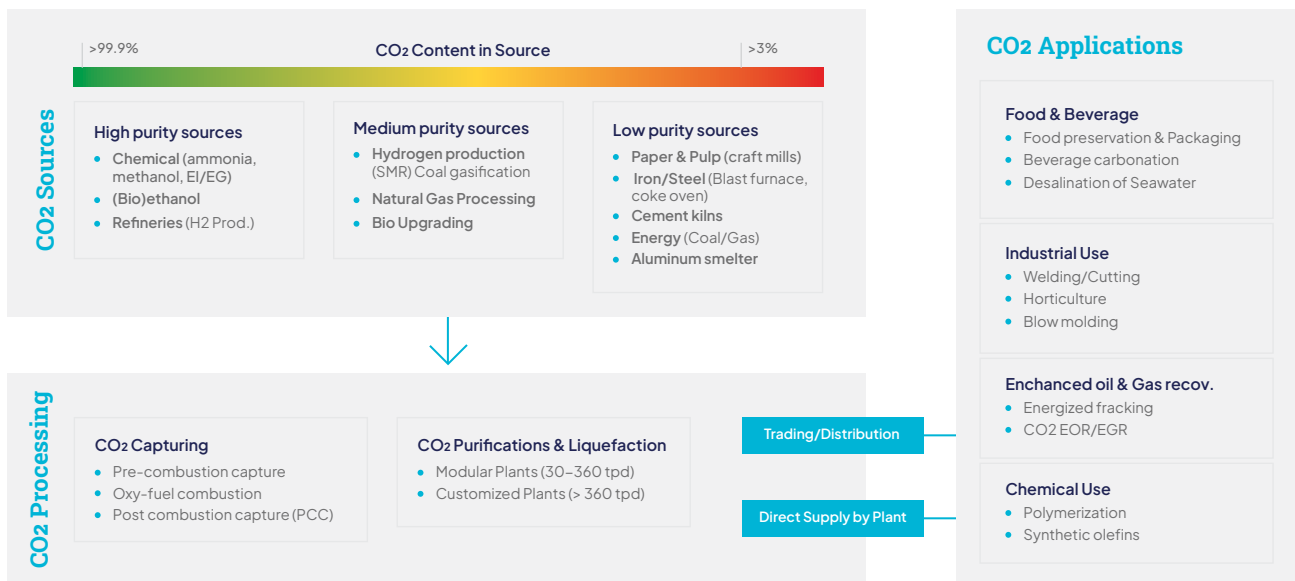 CO2 Sources
>99.9%
CO2 Content in Source
>3%
High purity sources
Chemical (ammonia,
methanol, EI/EG)
(Bio)ethanol
Refineries (H2 Prod.)
Medium purity sources
Hydrogen production
(SMR) Coal gasification
Natural Gas Processing
Bio Upgrading
Low purity sources
Paper & Pulp (craft mills)
Iron/Steel (Blast furnace,
coke oven)
Cement kilns
Energy (Coal/Gas)
Aluminum smelter
CO2 Processing
CO2 Capturing
Pre-combustion capture
Oxy-fuel combustion
Post combustion capture (PCC)
CO2 Purifications & Liquefaction
Modular Plants (30–360 tpd)
Customized Plants (> 360 tpd)
Trading/Distribution
Direct Supply by Plant
CO2 Applications
Food & Beverage
Food preservation & Packaging
Beverage carbonation
Desalination of Seawater
Industrial Use
Welding/Cutting
Horticulture
Blow molding
Enchanced oil & Gas recov.
Energized fracking
CO2 EOR/EGR
Chemical Use
Polymerization
Synthetic olefins